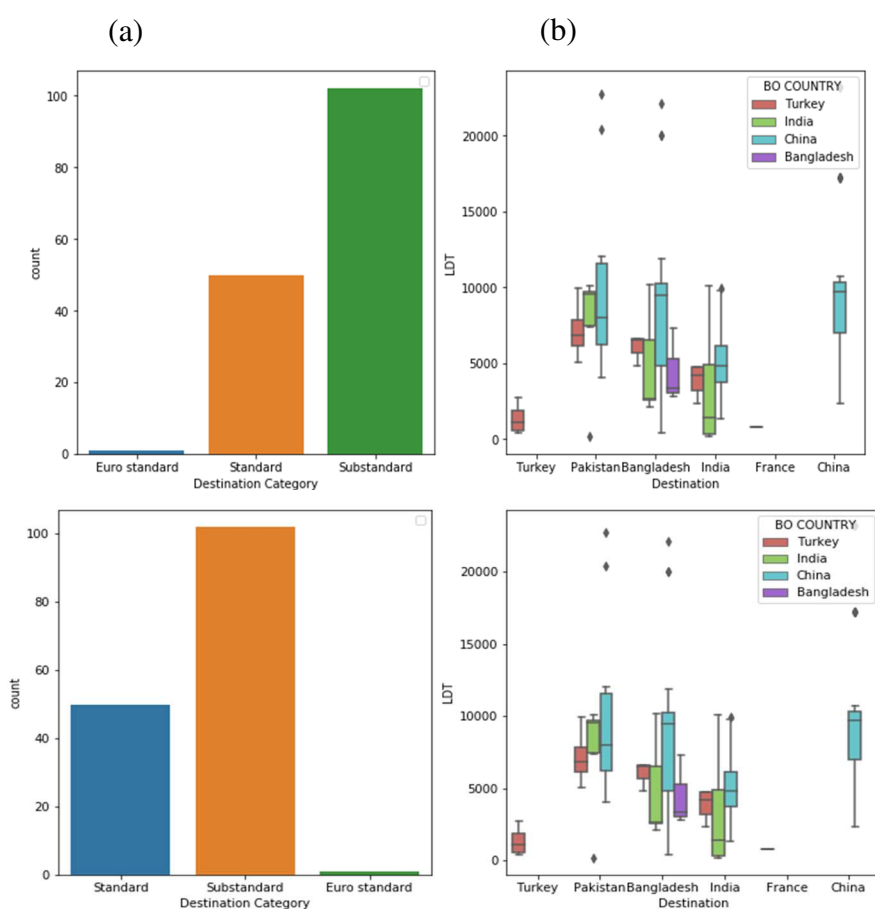 (a)
(b)
count
100
80
60
40
20
0
Euro standard Standard Substandard
Destination Category
LDT
20000
15000
10000
5000
0
BO COUNTRY
Turkey
India
China
Bangladesh
Turkey Pakistan Bangladesh India France China
Destination
count
100
80
60
40
20
0
Standard Substandard Euro standard
Destination Category
LDT
20000
15000
10000
5000
0
BO COUNTRY
Turkey
India
China
Bangladesh
Turkey Pakistan Bangladesh India France China
Destination